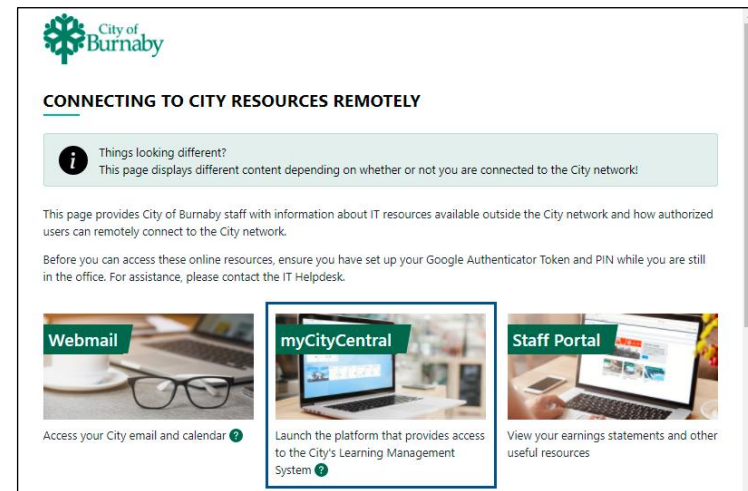 City of
Burnaby
CONNECTING TO CITY RESOURCES REMOTELY
i
Things looking different?
This page displays different content depending on whether or not you are connected to the City network!
This page provides City of Burnaby staff with information about IT resources available outside the City network and how authorized
users can remotely connect to the City network.
Before you can access these online resources, ensure you have set up your Google Authenticator Token and PIN while you are still
in the office. For assistance, please contact the IT Helpdesk.
Webmail
Access your City email and calendar ?
myCityCentral
Launch the platform that provides access
to the City's Learning Management
System ?
Staff Portal
View your earnings statements and other
useful resources